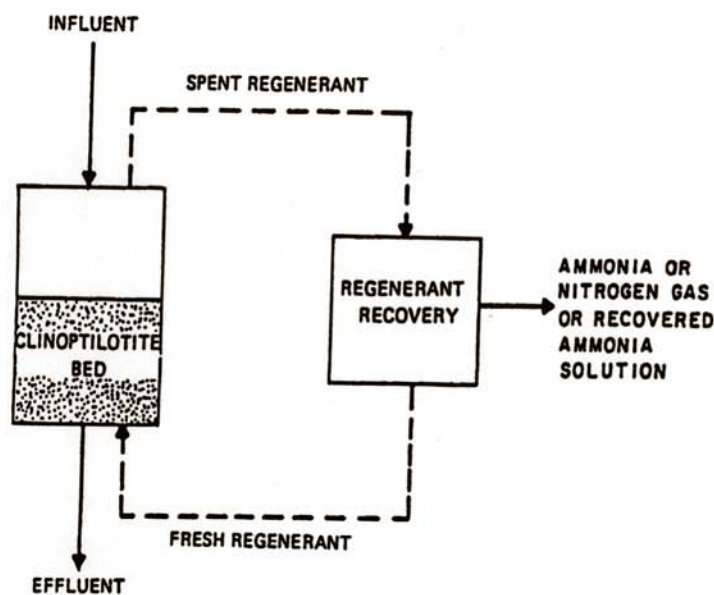 INFLUENT
SPENT REGENERANT
CLINOPTILOTITE
BED
REGENERANT
RECOVERY
AMMONIA OR
NITROGEN GAS
OR RECOVERED
AMMONIA
SOLUTION
FRESH REGENERANT
EFFLUENT